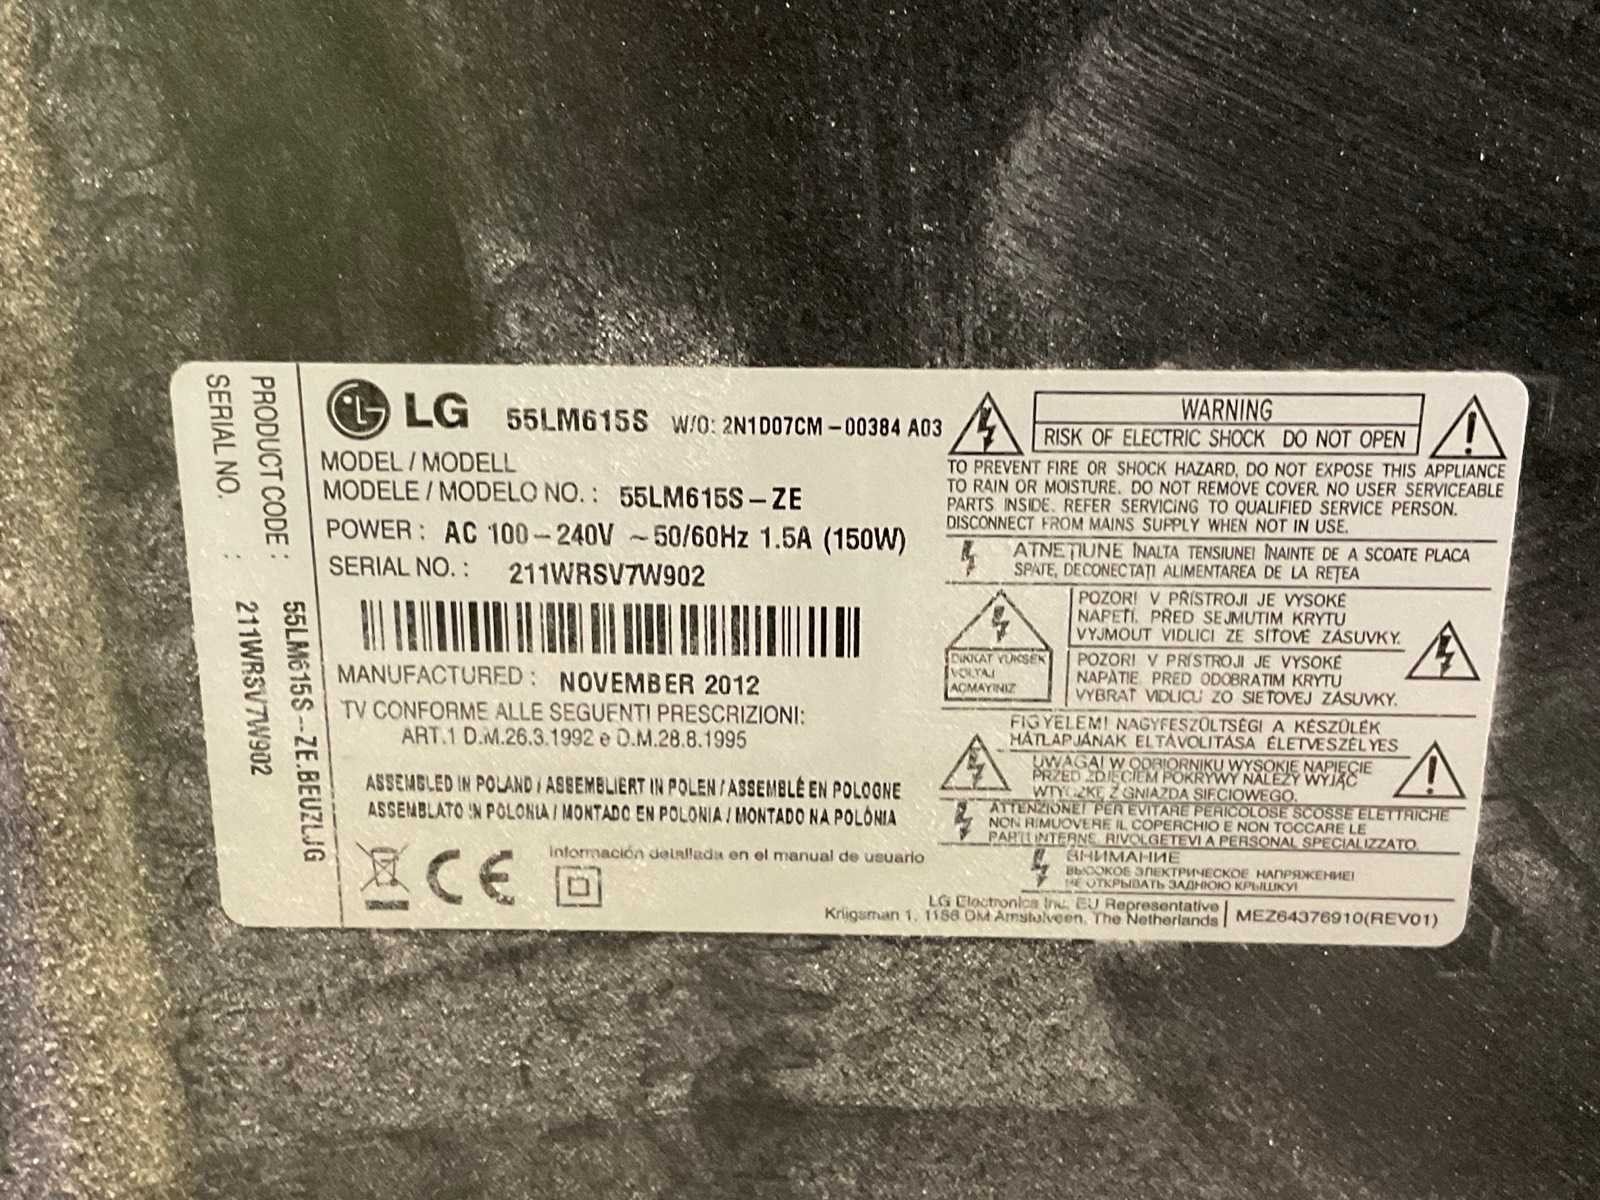 PRODUCT CODE : 55LM615S-ZE.BEUZLJG
SERIAL NO. : 211WRSV7W902
LG 55LM615S W/O: 2N1D07CM-00384 A03
MODEL / MODELL
MODELE / MODELO NO. : 55LM615S-ZE
POWER : AC 100-240V ~50/60Hz 1.5A (150W)
SERIAL NO. : 211WRSV7W902
MANUFACTURED : NOVEMBER 2012
TV CONFORME ALLE SEGUENTI PRESCRIZIONI:
ART.1 D.M.26.3.1992 e D.M.28.8.1995
ASSEMBLED IN POLAND / ASSEMBLIERT IN POLEN / ASSEMBLÉ EN POLOGNE
ASSEMBLATO IN POLONIA / MONTADO EN POLONIA / MONTADO NA POLÔNIA
CE
Información detallada en el manual de usuario
WARNING
RISK OF ELECTRIC SHOCK DO NOT OPEN
TO PREVENT FIRE OR SHOCK HAZARD, DO NOT EXPOSE THIS APPLIANCE
TO RAIN OR MOISTURE. DO NOT REMOVE COVER. NO USER SERVICEABLE
PARTS INSIDE. REFER SERVICING TO QUALIFIED SERVICE PERSON.
DISCONNECT FROM MAINS SUPPLY WHEN NOT IN USE.
ATNEȚIUNE ÎNALTA TENSIUNE! ÎNAINTE DE A SCOATE PLACA
SPATE, DECONECTAȚI ALIMENTAREA DE LA REȚEA
DIKKAT YÜKSEK
VOLTAJ
AÇMAYINIZ
POZOR! V PŘÍSTROJI JE VYSOKÉ
NAPĚTÍ. PŘED SEJMUTIM KRYTU
VYJMOUT VIDLICI ZE SÍŤOVÉ ZÁSUVKY.
POZOR! V PRÍSTROJI JE VYSOKÉ
NAPÄTIE. PRED ODOBRATIM KRYTU
VYBRAŤ VIDLICU ZO SIEŤOVEJ ZÁSUVKY.
FIGYELEM! NAGYFESZÜLTSÉG! A KÉSZÜLÉK
HÁTLAPJÁNAK ELTÁVOLITÁSA ÉLETVESZÉLYES
UWAGA! W ODBIORNIKU WYSOKIE NAPIĘCIE
PRZED ZDJĘCIEM POKRYWY NALEŻY WYJĄĆ
WTYCZKĘ Z GNIAZDA SIECIOWEGO.
ATTENZIONE! PER EVITARE PERICOLOSE SCOSSE ELETTRICHE
NON RIMUOVERE IL COPERCHIO E NON TOCCARE LE
PARTI INTERNE. RIVOLGETEVI A PERSONAL SPECIALIZZATO.
ВНИМАНИЕ
ВЫСОКОЕ ЭЛЕКТРИЧЕСКОЕ НАПРЯЖЕНИЕ!
НЕ ОТКРЫВАТЬ ЗАДНЮЮ КРЫШКУ!
LG Electronics Inc. EU Representative
Krijgsman 1, 1186 DM Amstelveen, The Netherlands
MEZ64376910(REV01)